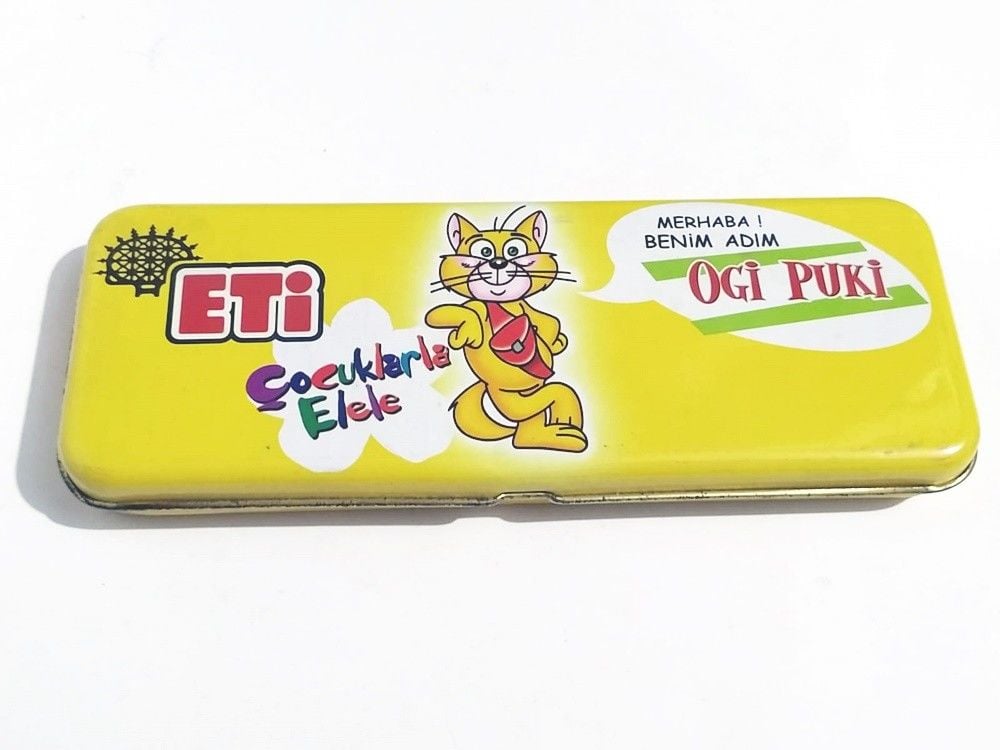 ETİ
Çocuklarla
Elele
MERHABA !
BENİM ADIM
OGİ PUKİ